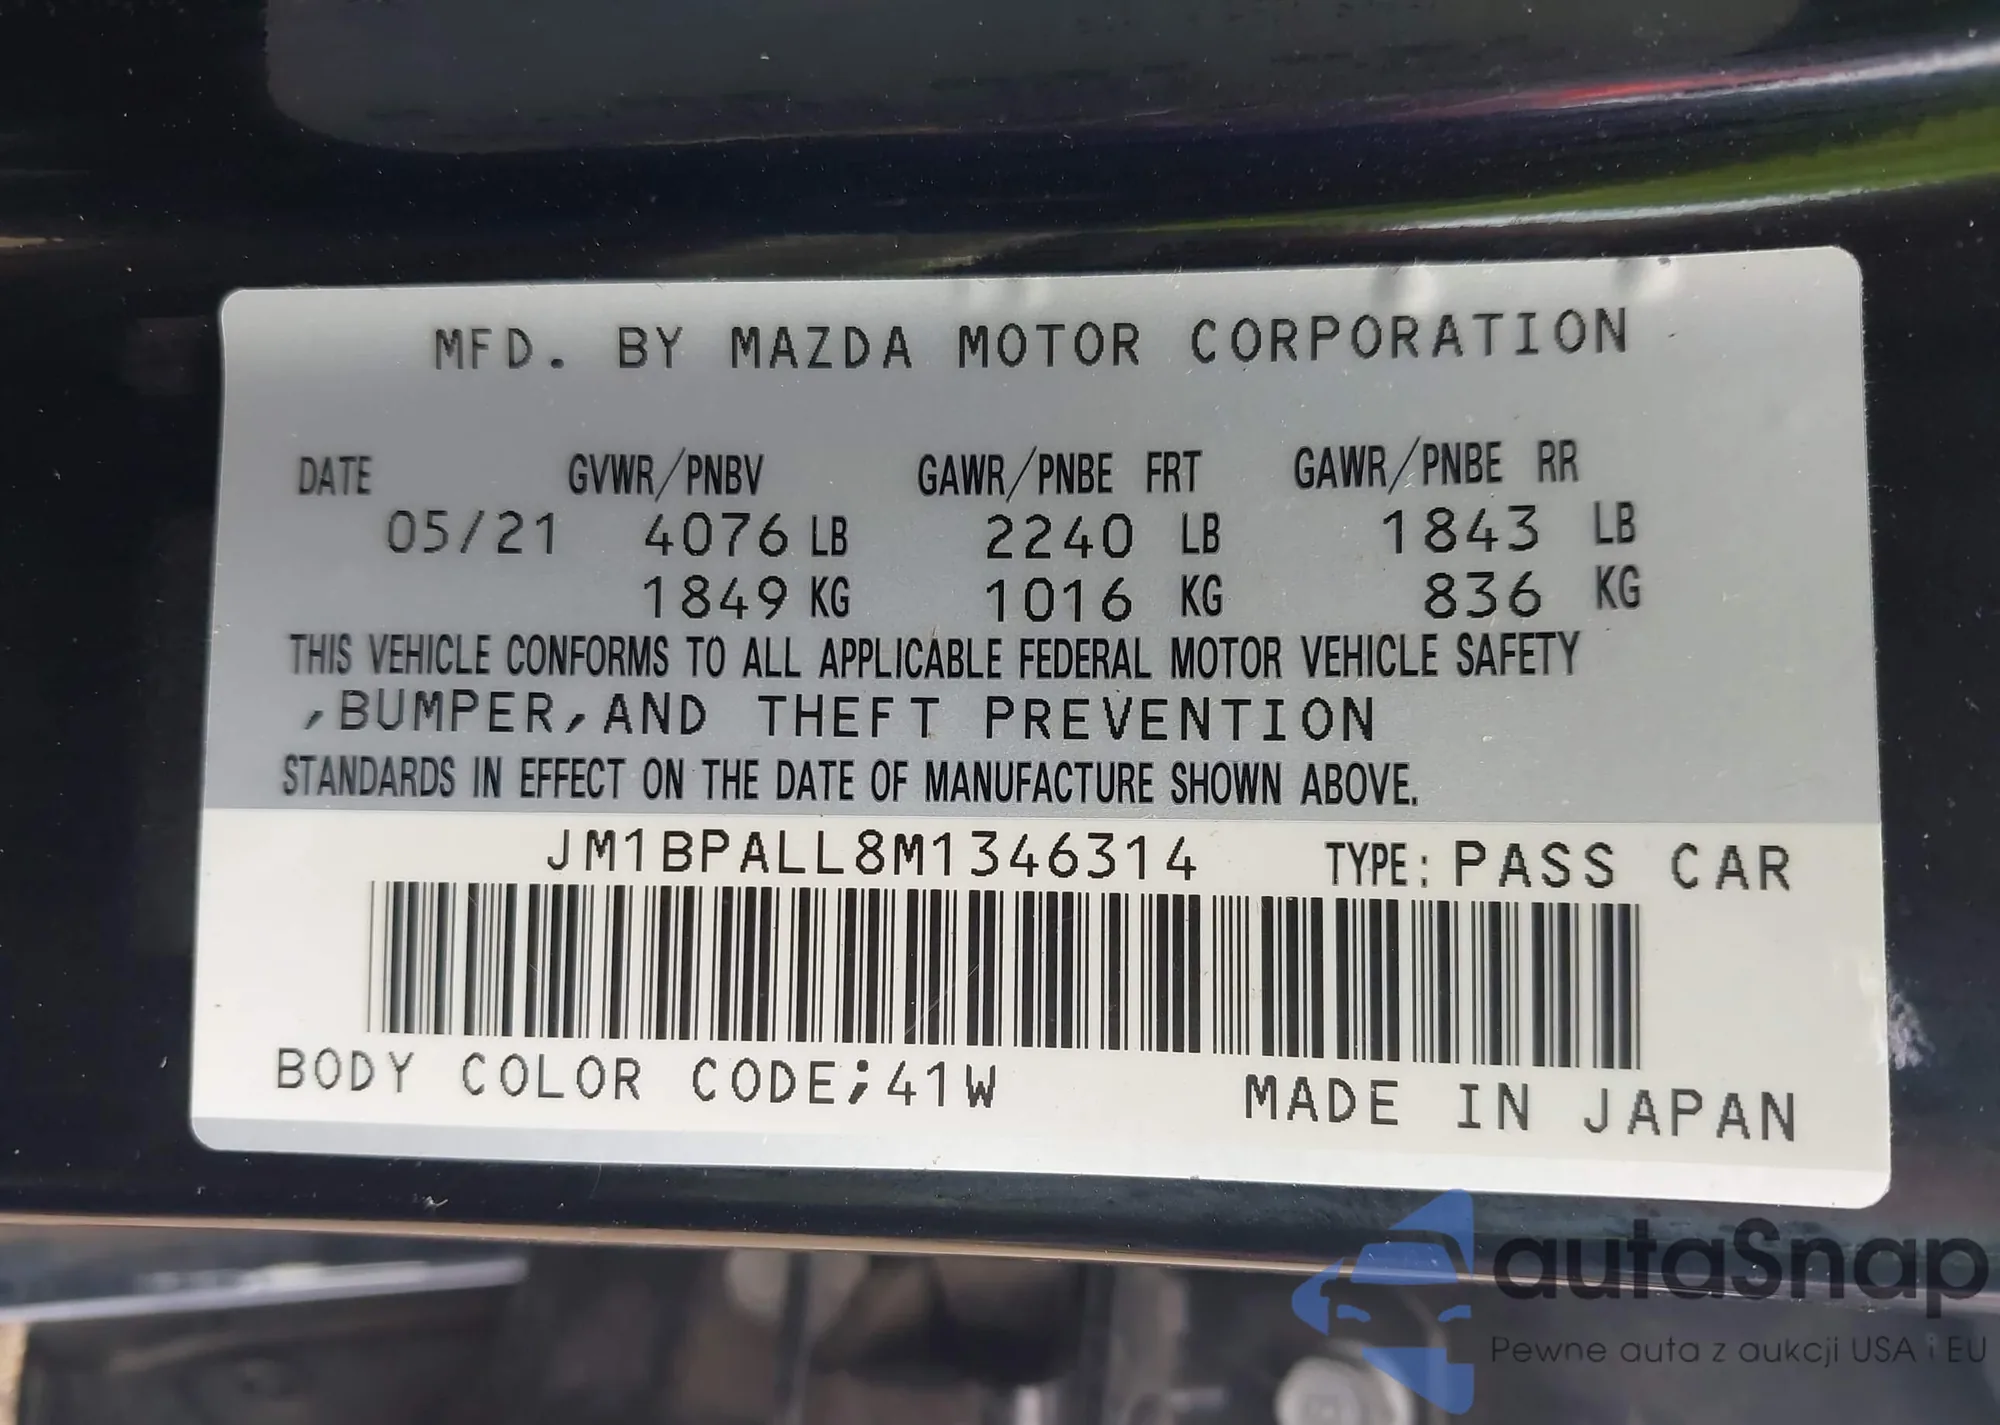 MFD. BY MAZDA MOTOR CORPORATION
DATE GVWR/PNBV GAWR/PNBE FRT GAWR/PNBE RR
05/21 4076 LB 2240 LB 1843 LB
1849 KG 1016 KG 836 KG
THIS VEHICLE CONFORMS TO ALL APPLICABLE FEDERAL MOTOR VEHICLE SAFETY
,BUMPER,AND THEFT PREVENTION
STANDARDS IN EFFECT ON THE DATE OF MANUFACTURE SHOWN ABOVE.
JM1BPALL8M1346314 TYPE: PASS CAR
BODY COLOR CODE;41W MADE IN JAPAN
autaSnap
Pewne auta z aukcji USA i EU